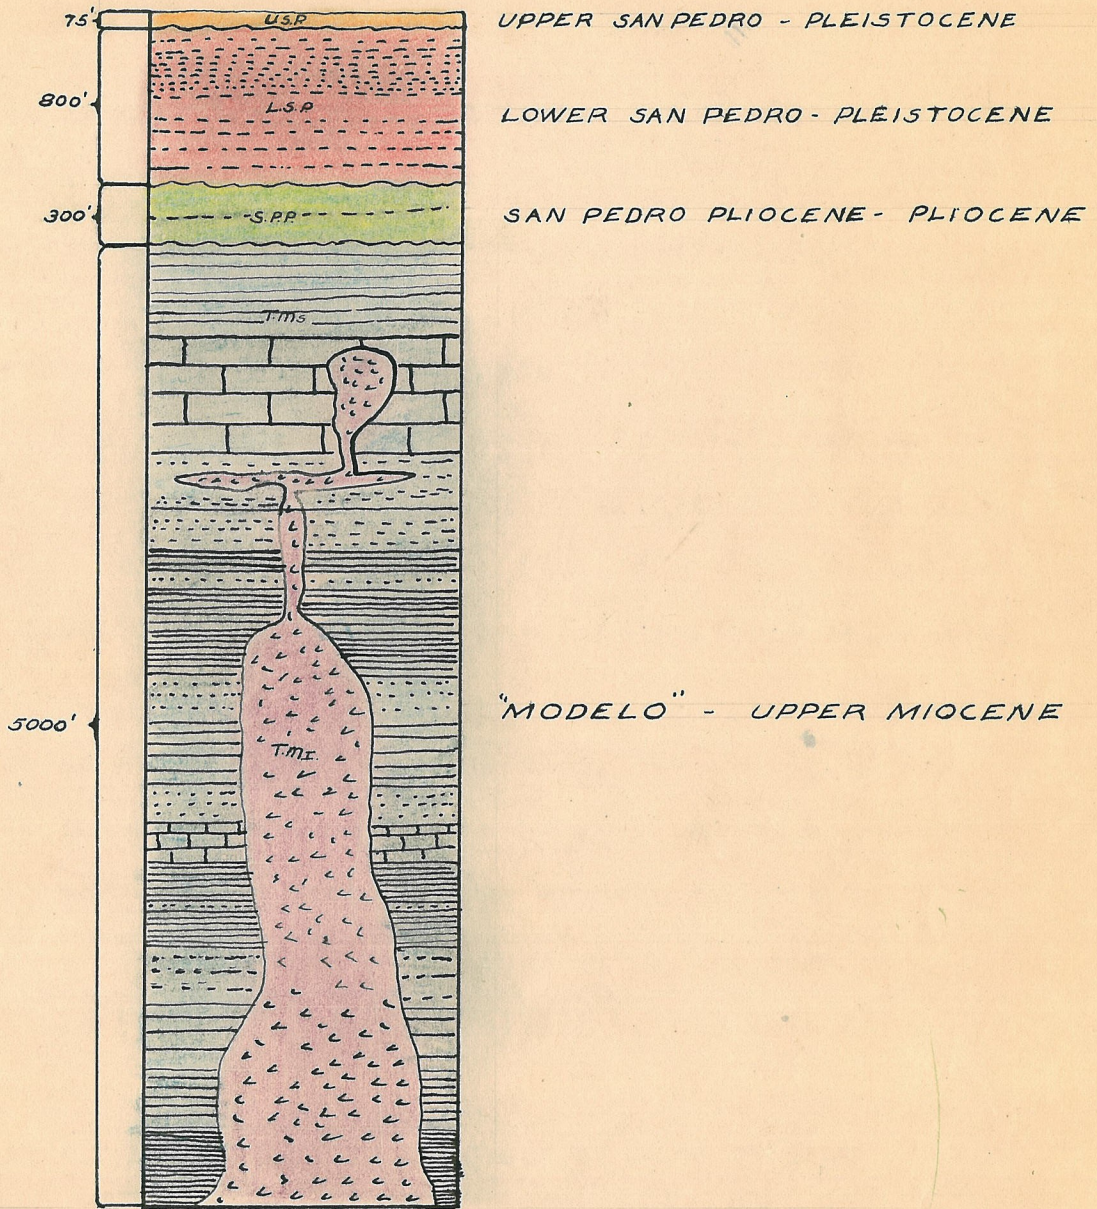 75' U.S.P UPPER SAN PEDRO - PLEISTOCENE
800' L.S.P LOWER SAN PEDRO - PLEISTOCENE
300' S.P.P. SAN PEDRO PLIOCENE - PLIOCENE
T.Ms
5000' "MODELO" - UPPER MIOCENE
T.MI.